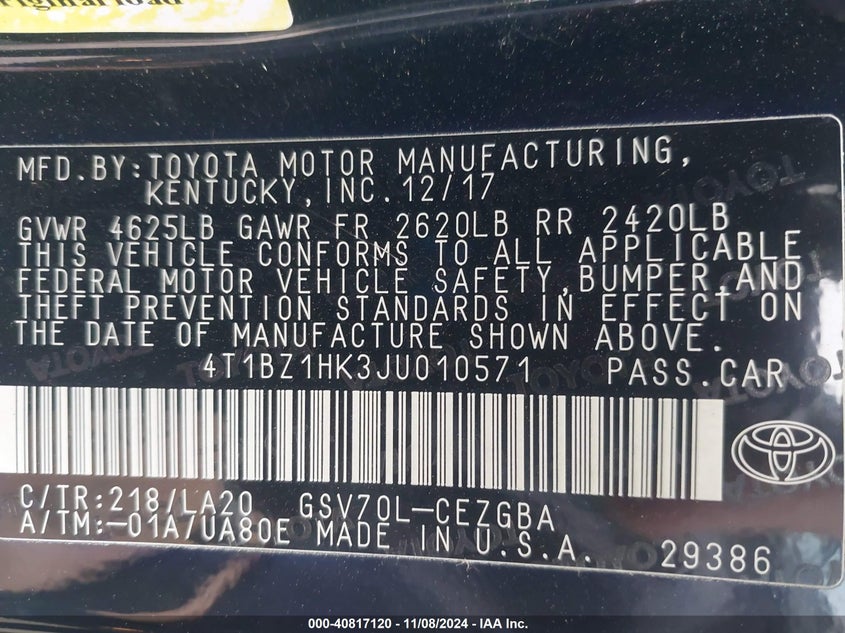 original load
MFD.BY:TOYOTA MOTOR MANUFACTURING,
KENTUCKY,INC.12/17
GVWR 4625LB GAWR FR 2620LB RR 2420LB
THIS VEHICLE CONFORMS TO ALL APPLICABLE
FEDERAL MOTOR VEHICLE SAFETY,BUMPER,AND
THEFT PREVENTION STANDARDS IN EFFECT ON
THE DATE OF MANUFACTURE SHOWN ABOVE.
4T1BZ1HK3JU010571 PASS.CAR
C/TR:218/LA20 GSV70L-CEZGBA
A/TM:-01A/UA80E MADE IN U.S.A. 29386
000-40817120 - 11/08/2024 - IAA Inc.